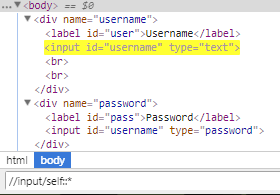 ...▼<body> == $0
▼<div name="username">
<label id="user">Username</label>
<input id="username" type="text">
<br>
<br>
</div>
▼<div name="password">
<label id="pass">Password</label>
<input id="username" type="password">
</div>
html body
//input/self::*